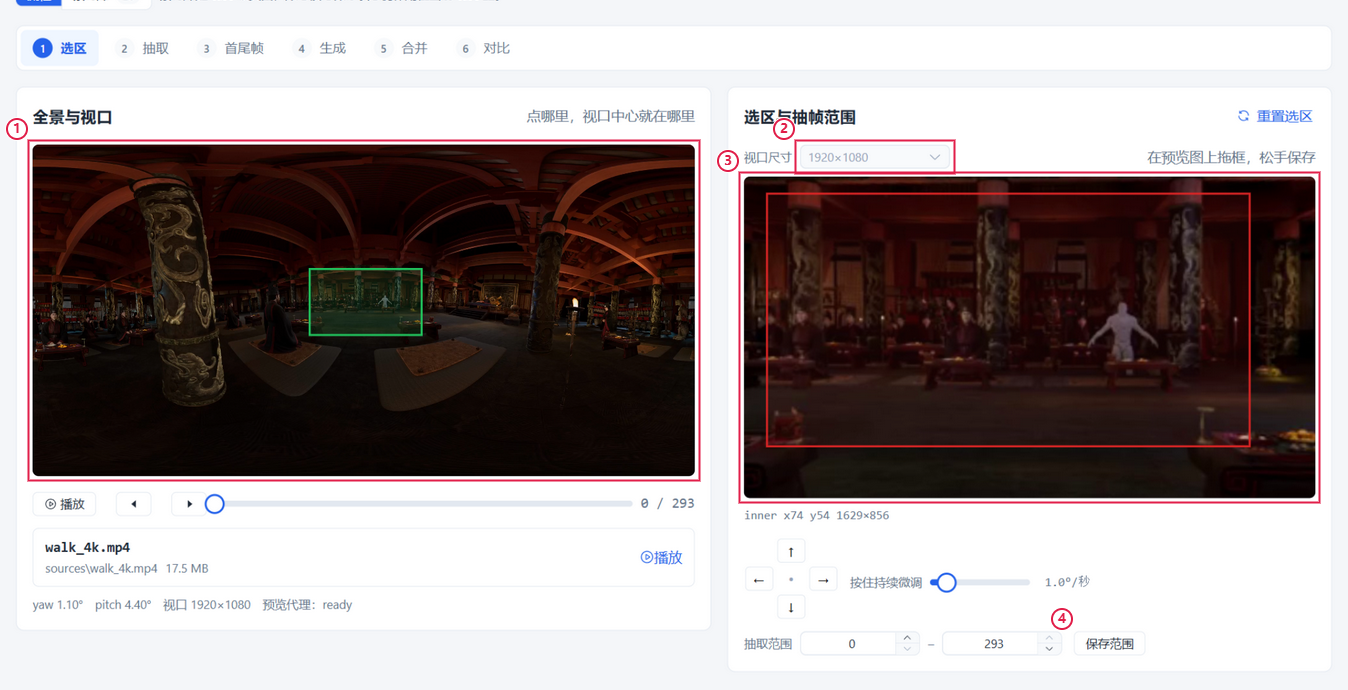 1 选区 2 抽取 3 首尾帧 4 生成 5 合并 6 对比
全景与视口
点哪里，视口中心就在哪里
1
播放
0 / 293
walk_4k.mp4
sources\walk_4k.mp4 17.5 MB
播放
yaw 1.10° pitch 4.40° 视口 1920×1080 预览代理：ready
选区与抽帧范围
重置选区
2
3
视口尺寸 1920×1080
在预览图上拖框，松手保存
inner x74 y54 1629×856
↑
← • → 按住持续微调 1.0°/秒
↓
4
抽取范围 0 – 293 保存范围